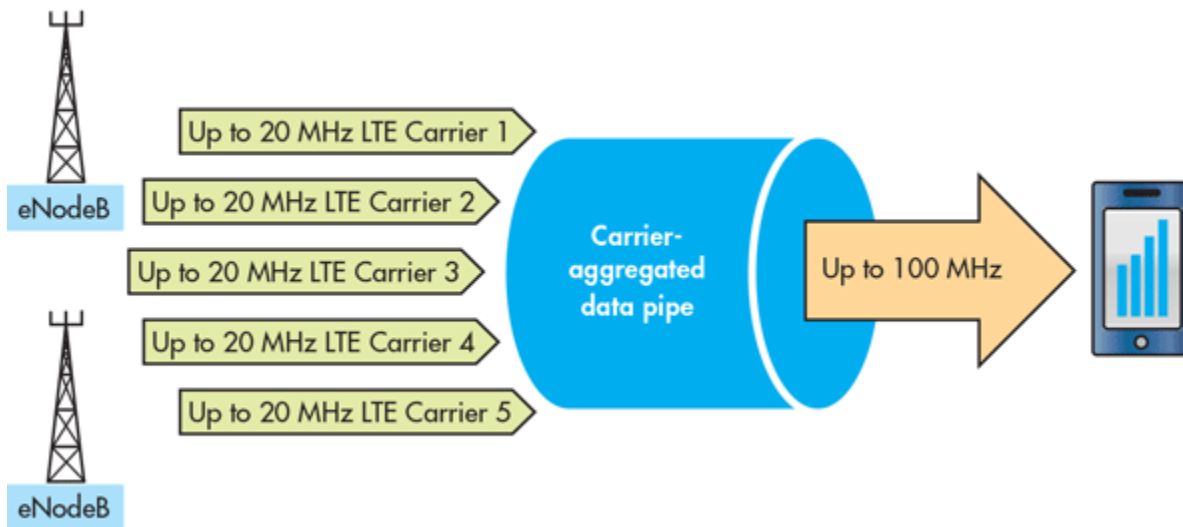 eNodeB
Up to 20 MHz LTE Carrier 1
Up to 20 MHz LTE Carrier 2
Up to 20 MHz LTE Carrier 3
Up to 20 MHz LTE Carrier 4
Up to 20 MHz LTE Carrier 5
eNodeB
Carrier-
aggregated
data pipe
Up to 100 MHz